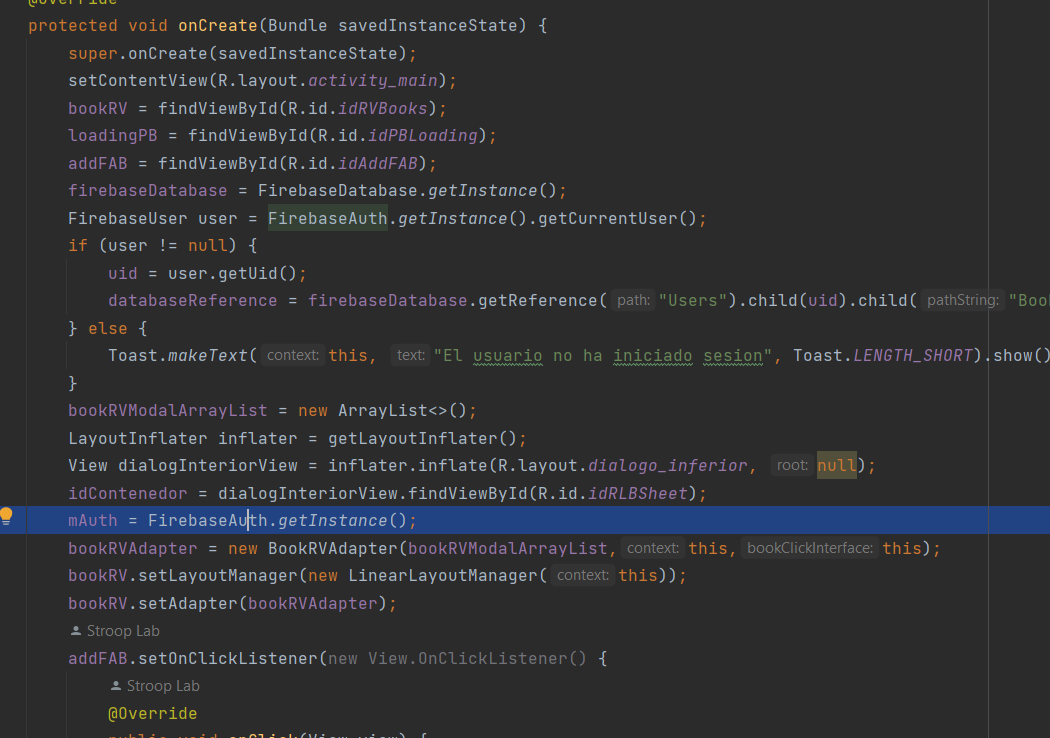 @Override
protected void onCreate(Bundle savedInstanceState) {
super.onCreate(savedInstanceState);
setContentView(R.layout.activity_main);
bookRV = findViewById(R.id.idRVBooks);
loadingPB = findViewById(R.id.idPBLoading);
addFAB = findViewById(R.id.idAddFAB);
firebaseDatabase = FirebaseDatabase.getInstance();
FirebaseUser user = FirebaseAuth.getInstance().getCurrentUser();
if (user != null) {
uid = user.getUid();
databaseReference = firebaseDatabase.getReference( path: "Users").child(uid).child( pathString: "Boo
} else {
Toast.makeText( context: this, text: "El usuario no ha iniciado sesion", Toast.LENGTH_SHORT).show()
}
bookRVModalArrayList = new ArrayList<>();
LayoutInflater inflater = getLayoutInflater();
View dialogInteriorView = inflater.inflate(R.layout.dialogo_inferior, root: null);
idContenedor = dialogInteriorView.findViewById(R.id.idRLBSheet);
mAuth = FirebaseAuth.getInstance();
bookRVAdapter = new BookRVAdapter(bookRVModalArrayList, context: this, bookClickInterface: this);
bookRV.setLayoutManager(new LinearLayoutManager( context: this));
bookRV.setAdapter(bookRVAdapter);
Stroop Lab
addFAB.setOnClickListener(new View.OnClickListener() {
Stroop Lab
@Override
public void onClick(View view) {